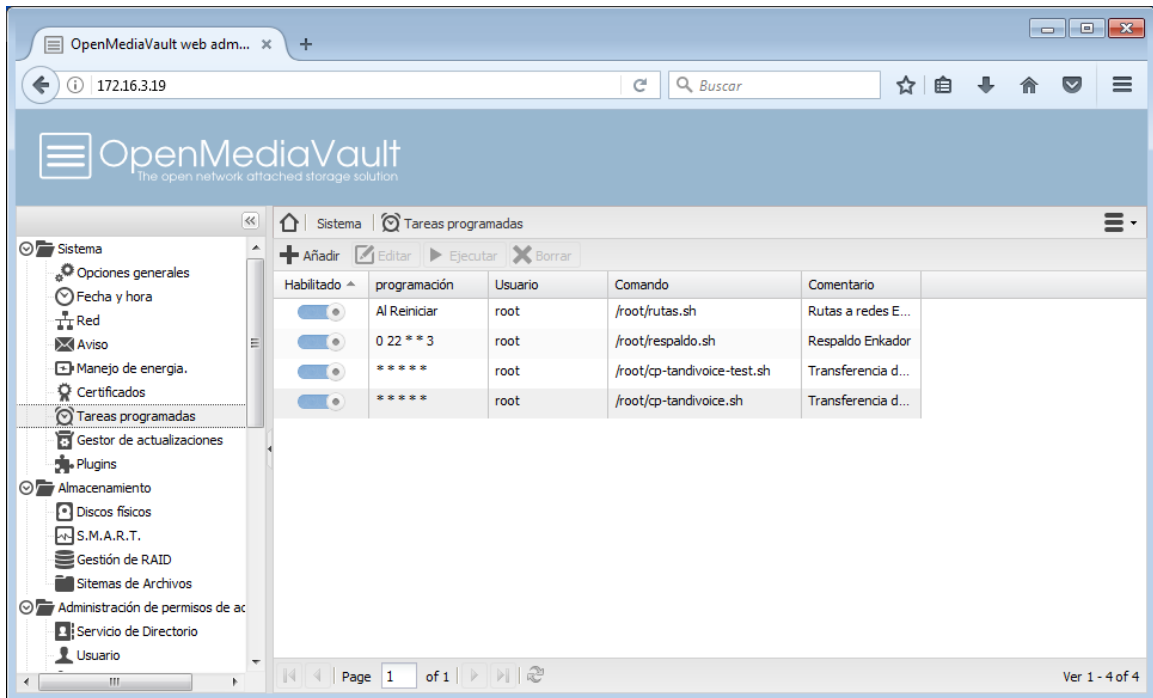 OpenMediaVault web adm...
172.16.3.19
Buscar
OpenMediaVault
The open network attached storage solution
Sistema
Opciones generales
Fecha y hora
Red
Aviso
Manejo de energia.
Certificados
Tareas programadas
Gestor de actualizaciones
Plugins
Almacenamiento
Discos físicos
S.M.A.R.T.
Gestión de RAID
Sitemas de Archivos
Administración de permisos de ac
Servicio de Directorio
Usuario
Sistema Tareas programadas
Añadir Editar Ejecutar Borrar
Habilitado programación Usuario Comando Comentario
Al Reiniciar root /root/rutas.sh Rutas a redes E...
0 22 * * 3 root /root/respaldo.sh Respaldo Enkador
* * * * * root /root/cp-tandivoice-test.sh Transferencia d...
* * * * * root /root/cp-tandivoice.sh Transferencia d...
Page 1 of 1 Ver 1 - 4 of 4